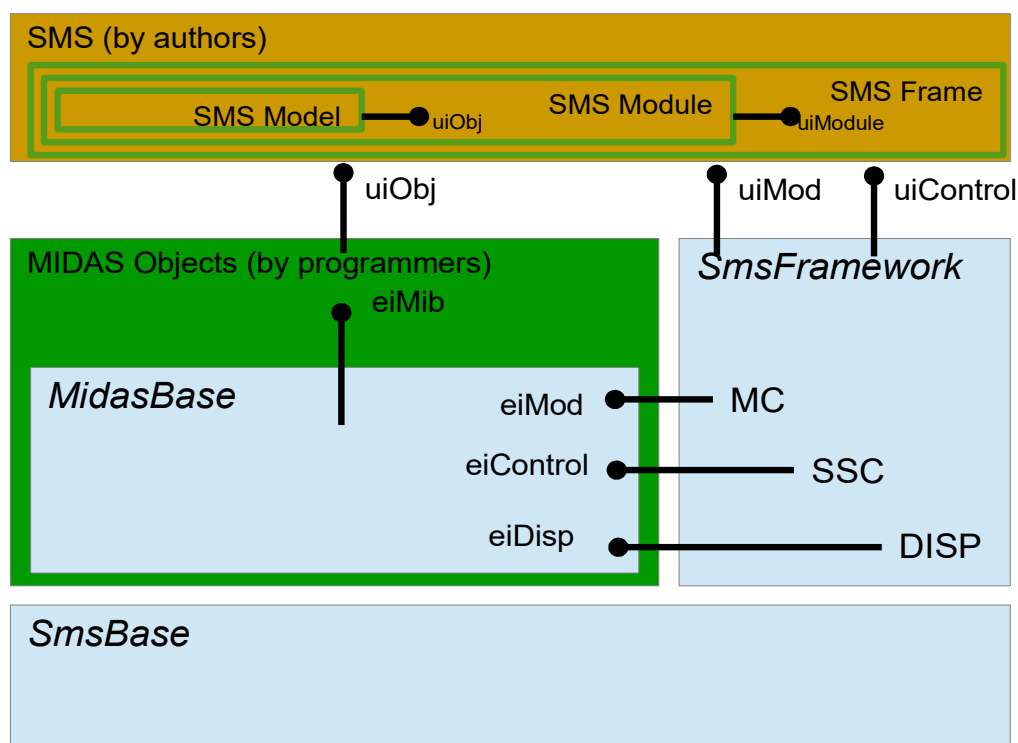 SMS (by authors)
SMS Model
uiObj
SMS Module
uiModule
SMS Frame
uiObj
uiMod
uiControl
MIDAS Objects (by programmers)
eiMib
MidasBase
eiMod
eiControl
eiDisp
SmsFramework
MC
SSC
DISP
SmsBase